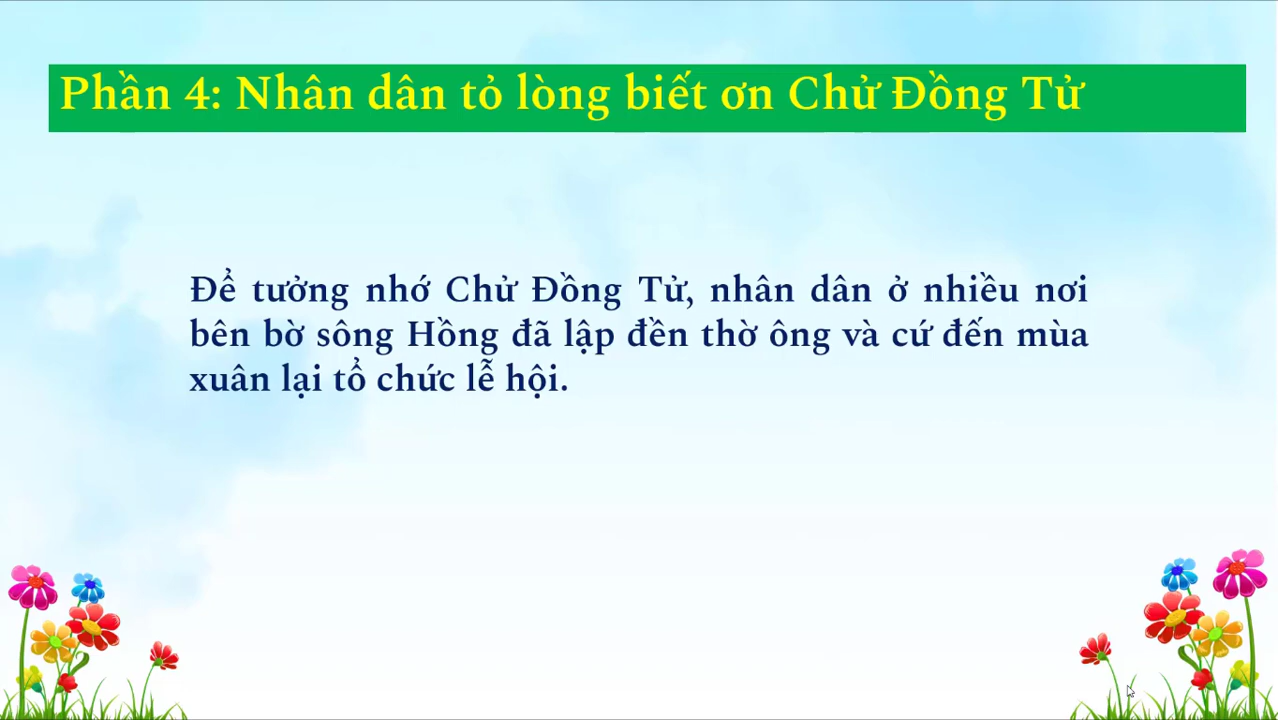 Phần 4: Nhân dân tỏ lòng biết ơn Chử Đồng Tử
Để tưởng nhớ Chử Đồng Tử, nhân dân ở nhiều nơi
bên bờ sông Hồng đã lập đền thờ ông và cứ đến mùa
xuân lại tổ chức lễ hội.